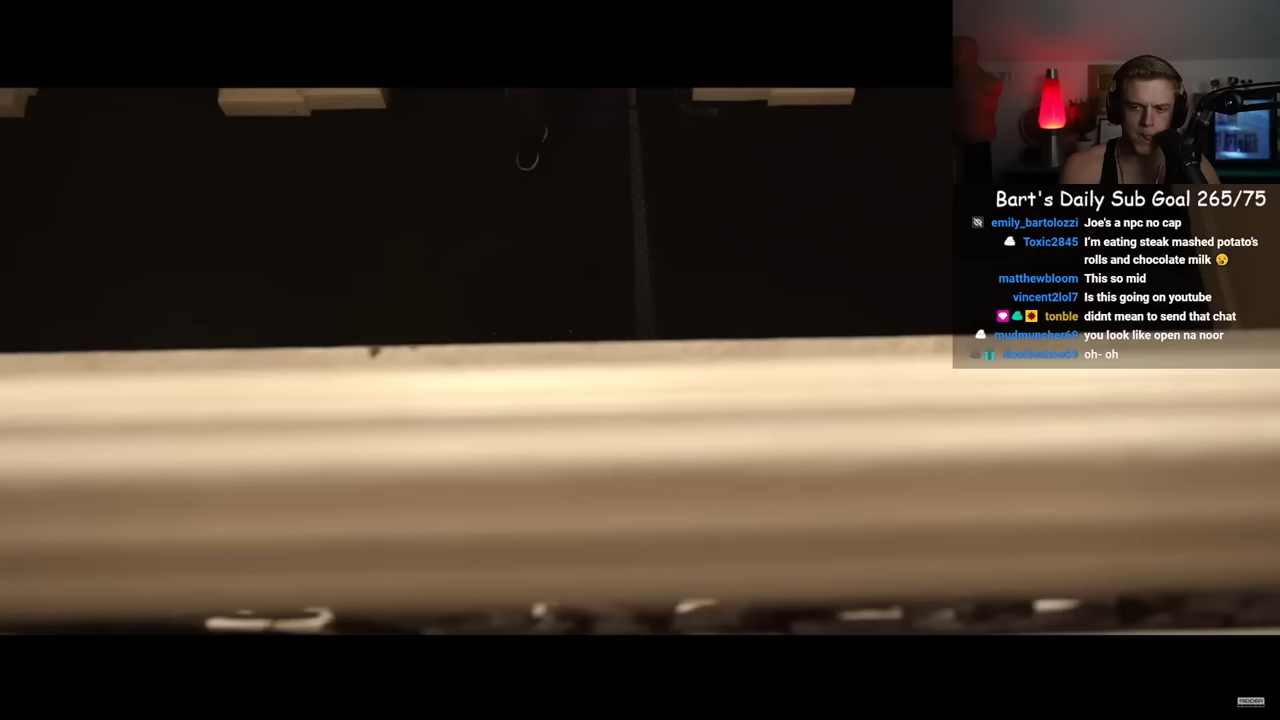 Bart's Daily Sub Goal 265/75
emily_bartolozzi Joe's a npc no cap
Toxic2845 I'm eating steak mashed potato's
rolls and chocolate milk
matthewbloom This so mid
vincent2lol7 Is this going on youtube
tonble didnt mean to send that chat
you look like open na noor
oh- oh